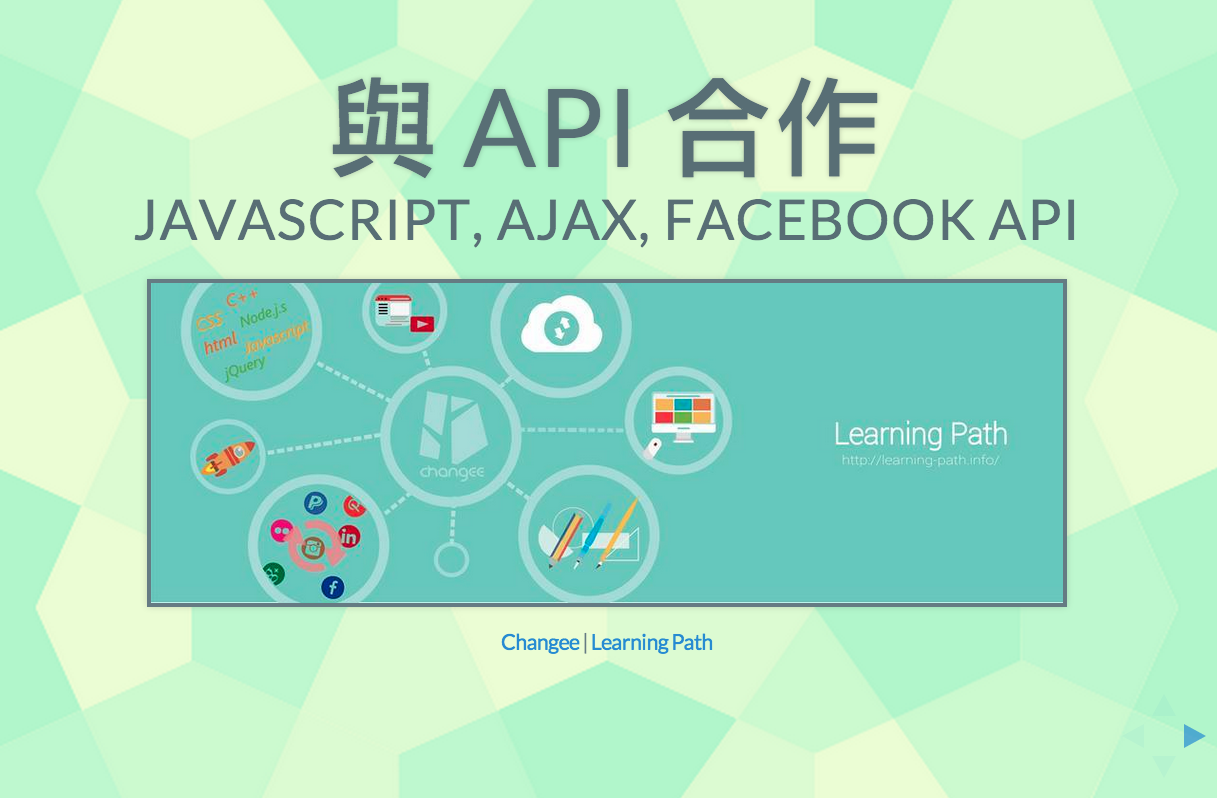 與 API 合作
JAVASCRIPT, AJAX, FACEBOOK API
C++
CSS
Node.js
html
Javascript
jQuery
changee
Learning Path
http://learning-path.info/
in
f
Changee | Learning Path